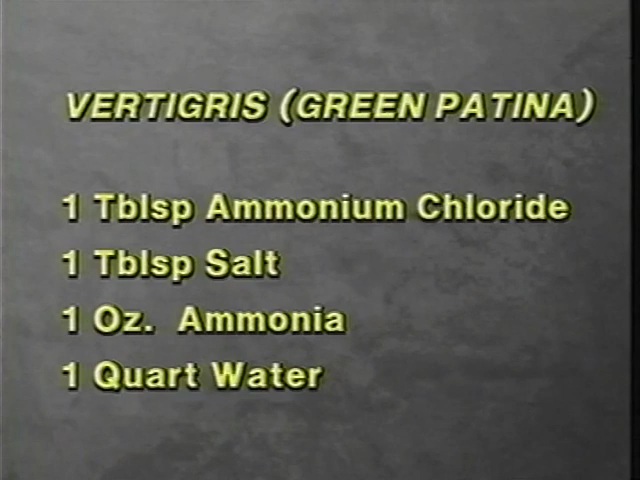 VERTIGRIS (GREEN PATINA)
1 Tblsp Ammonium Chloride
1 Tblsp Salt
1 Oz. Ammonia
1 Quart Water